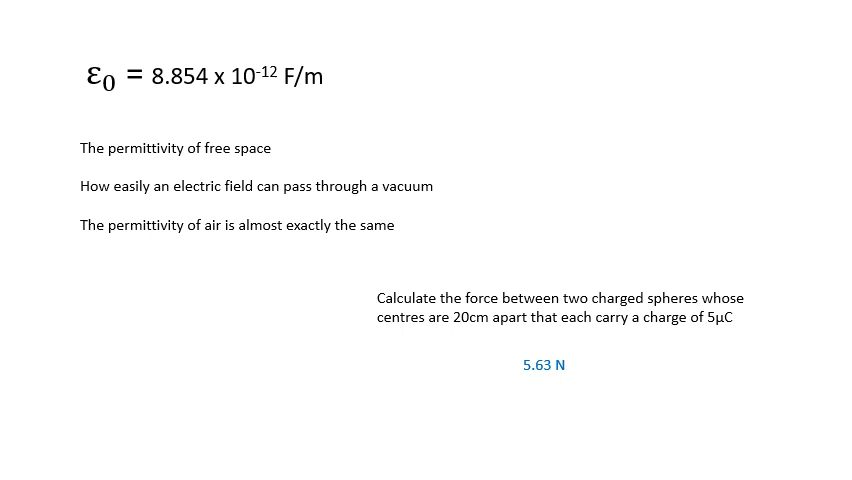 ε₀ = 8.854 x 10⁻¹² F/m
The permittivity of free space
How easily an electric field can pass through a vacuum
The permittivity of air is almost exactly the same
Calculate the force between two charged spheres whose
centres are 20cm apart that each carry a charge of 5µC
5.63 N